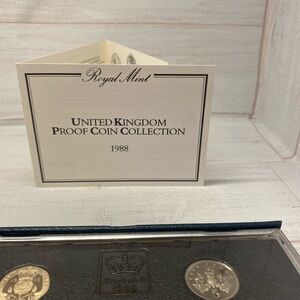 Royal Mint
UNITED KINGDOM
PROOF COIN COLLECTION
1988